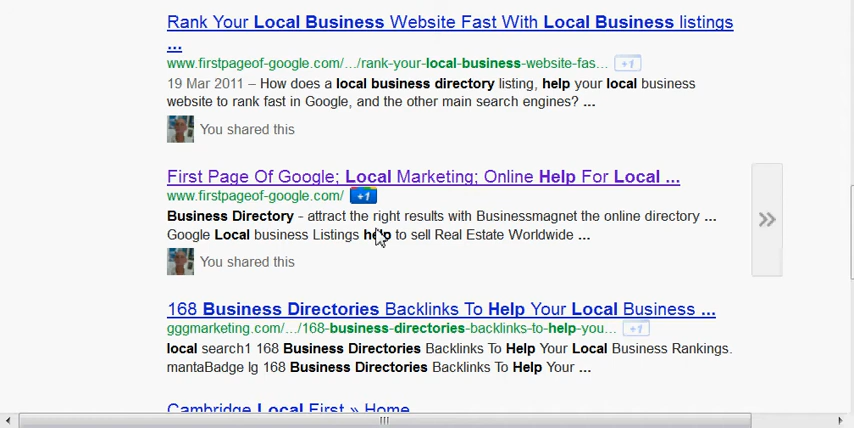 Rank Your Local Business Website Fast With Local Business listings
...
www.firstpageof-google.com/.../rank-your-local-business-website-fas... +1
19 Mar 2011 – How does a local business directory listing, help your local business
website to rank fast in Google, and the other main search engines? ...
You shared this
First Page Of Google; Local Marketing; Online Help For Local ...
www.firstpageof-google.com/ +1
Business Directory - attract the right results with Businessmagnet the online directory ...
Google Local business Listings help to sell Real Estate Worldwide ...
You shared this
168 Business Directories Backlinks To Help Your Local Business ...
gggmarketing.com/.../168-business-directories-backlinks-to-help-you... +1
local search1 168 Business Directories Backlinks To Help Your Local Business Rankings.
mantaBadge lg 168 Business Directories Backlinks To Help Your ...
Cambridge Local First » Home